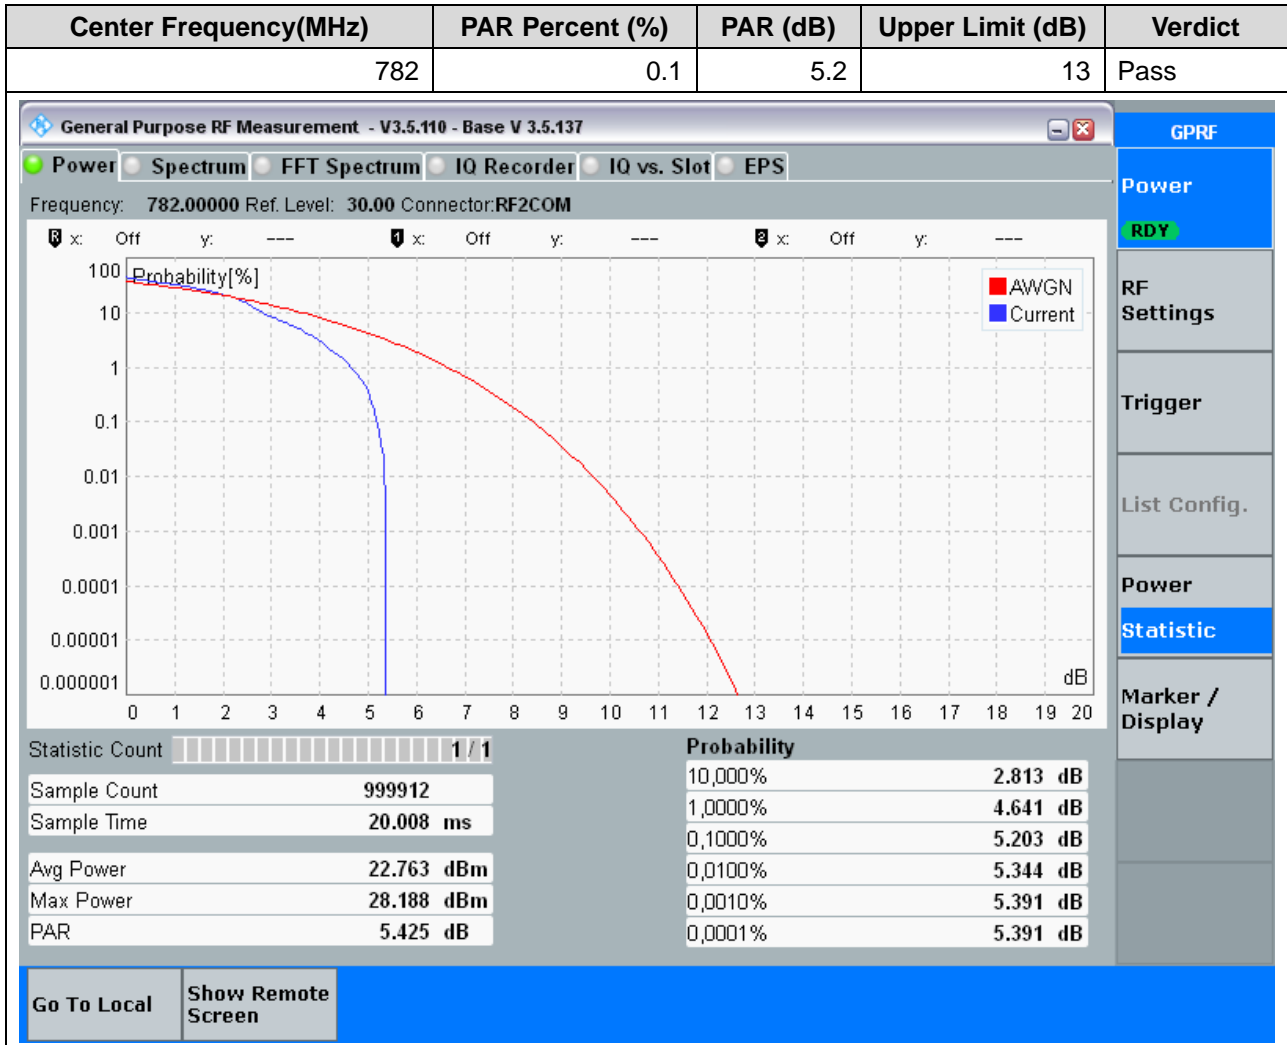 Center Frequency(MHz) PAR Percent (%) PAR (dB) Upper Limit (dB) Verdict
782 0.1 5.2 13 Pass
General Purpose RF Measurement - V3.5.110 - Base V 3.5.137
GPRF
Power Spectrum FFT Spectrum IQ Recorder IQ vs. Slot EPS
Power
RDY
Frequency: 782.00000 Ref. Level: 30.00 Connector:RF2COM
R x: Off y: --- 1 x: Off y: --- 2 x: Off y: ---
Probability[%]
AWGN
Current
100
10
1
0.1
0.01
0.001
0.0001
0.00001
0.000001
dB
0 1 2 3 4 5 6 7 8 9 10 11 12 13 14 15 16 17 18 19 20
RF
Settings
Trigger
List Config.
Power
Statistic
Marker /
Display
Statistic Count 1 / 1
Sample Count 999912
Sample Time 20.008 ms
Avg Power 22.763 dBm
Max Power 28.188 dBm
PAR 5.425 dB
Probability
10,000% 2.813 dB
1,0000% 4.641 dB
0,1000% 5.203 dB
0,0100% 5.344 dB
0,0010% 5.391 dB
0,0001% 5.391 dB
Go To Local
Show Remote
Screen